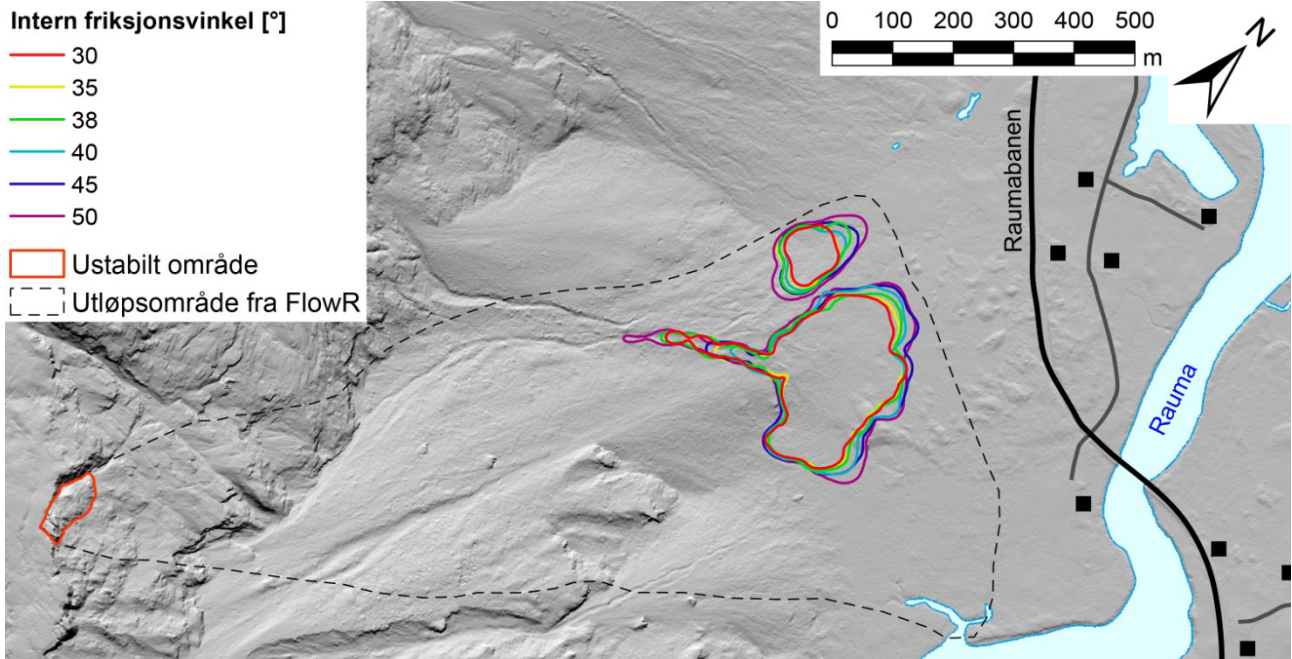 Intern friksjonsvinkel [°]
30
35
38
40
45
50
Ustabilt område
Utløpsområde fra FlowR
0 100 200 300 400 500
m
N
Raumabanen
Rauma